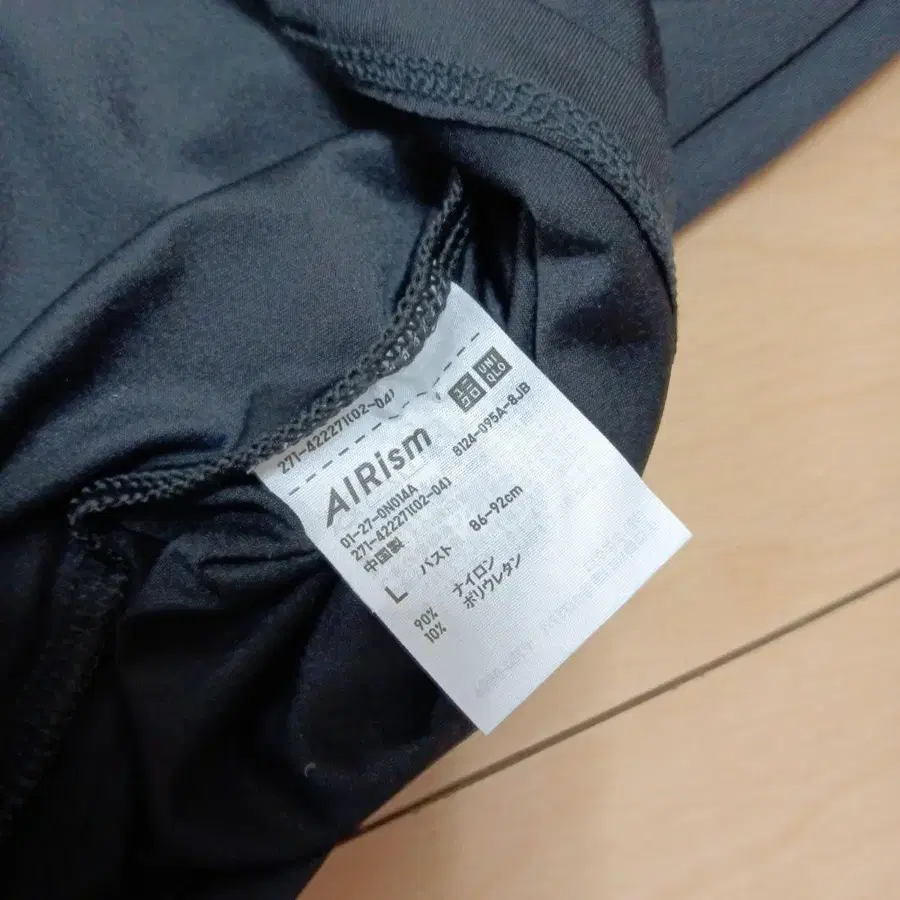 271-422271(02-04)
ユニクロ UNIQLO
AIRism
01-27-0N014A 8124-095A-8JB
271-422271(02-04)
中国製
L バスト 86-92cm
90% ナイロン
10% ポリウレタン